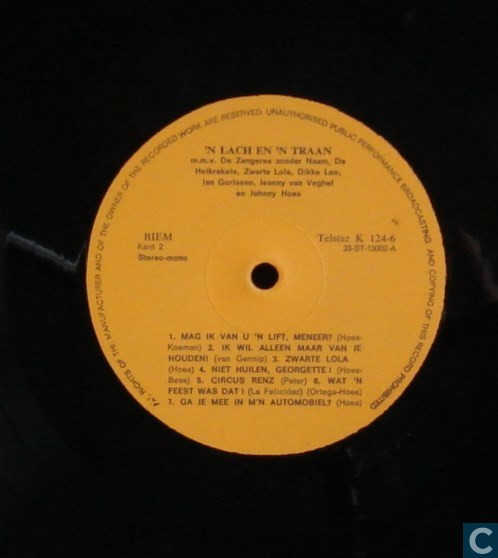 RIGHTS OF THE MANUFACTURER AND OF THE OWNER OF THE RECORDED WORK ARE RESERVED. UNAUTHORISED PUBLIC PERFORMANCE BROADCASTING AND COPYING OF THIS RECORD PROHIBITED
'N LACH EN 'N TRAAN
m.m.v. De Zangeres zonder Naam, De
Heikrekels, Zwarte Lola, Dikke Leo,
Jan Gorissen, Jeanny van Veghel
en Johnny Hoes
BIEM Telstar K 124-6
Kant 2 33-ST-13002-A
Stereo-mono
1. MAG IK VAN U 'N LIFT, MENEER? (Hoes-
Koeman) 2. IK WIL ALLEEN MAAR VAN JE
HOUDEN! (van Gennip) 3. ZWARTE LOLA
(Hoes) 4. NIET HUILEN, GEORGETTE! (Hoes-
Bess) 5. CIRCUS RENZ (Peter) 6. WAT 'N
FEEST WAS DAT! (La Felicidad) (Ortega-Hoes)
7. GA JE MEE IN M'N AUTOMOBIEL? (Hoes)
C